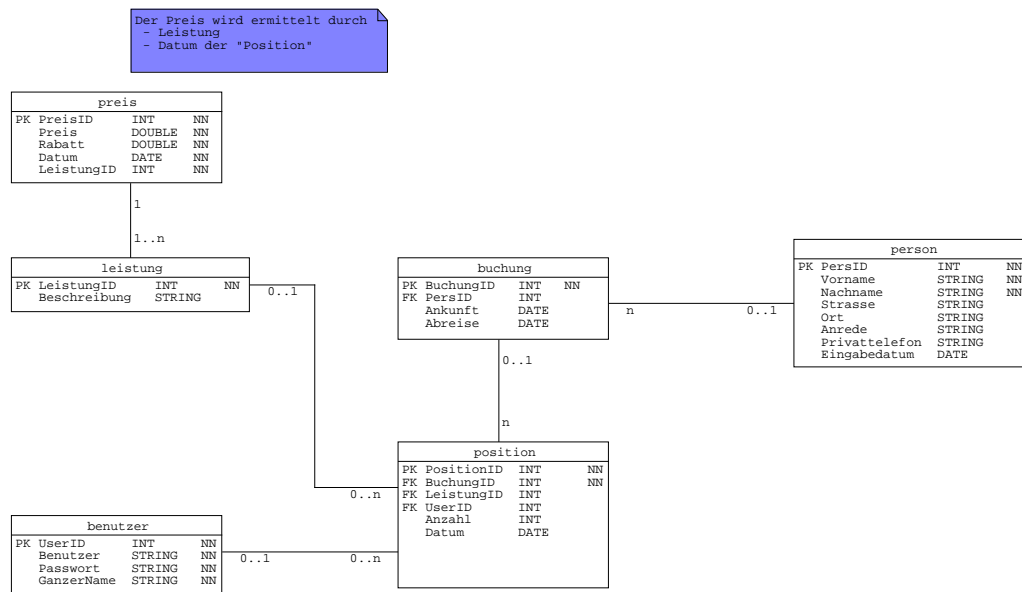 Der Preis wird ermittelt durch
- Leistung
- Datum der "Position"
preis
PK PreisID INT NN
Preis DOUBLE NN
Rabatt DOUBLE NN
Datum DATE NN
LeistungID INT NN
1
1..n
leistung
PK LeistungID INT NN
Beschreibung STRING
0..1
buchung
PK BuchungID INT NN
FK PersID INT
Ankunft DATE
Abreise DATE
n
0..1
person
PK PersID INT NN
Vorname STRING NN
Nachname STRING NN
Strasse STRING
Ort STRING
Anrede STRING
Privattelefon STRING
Eingabedatum DATE
0..1
n
position
PK PositionID INT NN
FK BuchungID INT NN
FK LeistungID INT
FK UserID INT
Anzahl INT
Datum DATE
0..n
benutzer
PK UserID INT NN
Benutzer STRING NN
Passwort STRING NN
GanzerName STRING NN
0..1
0..n